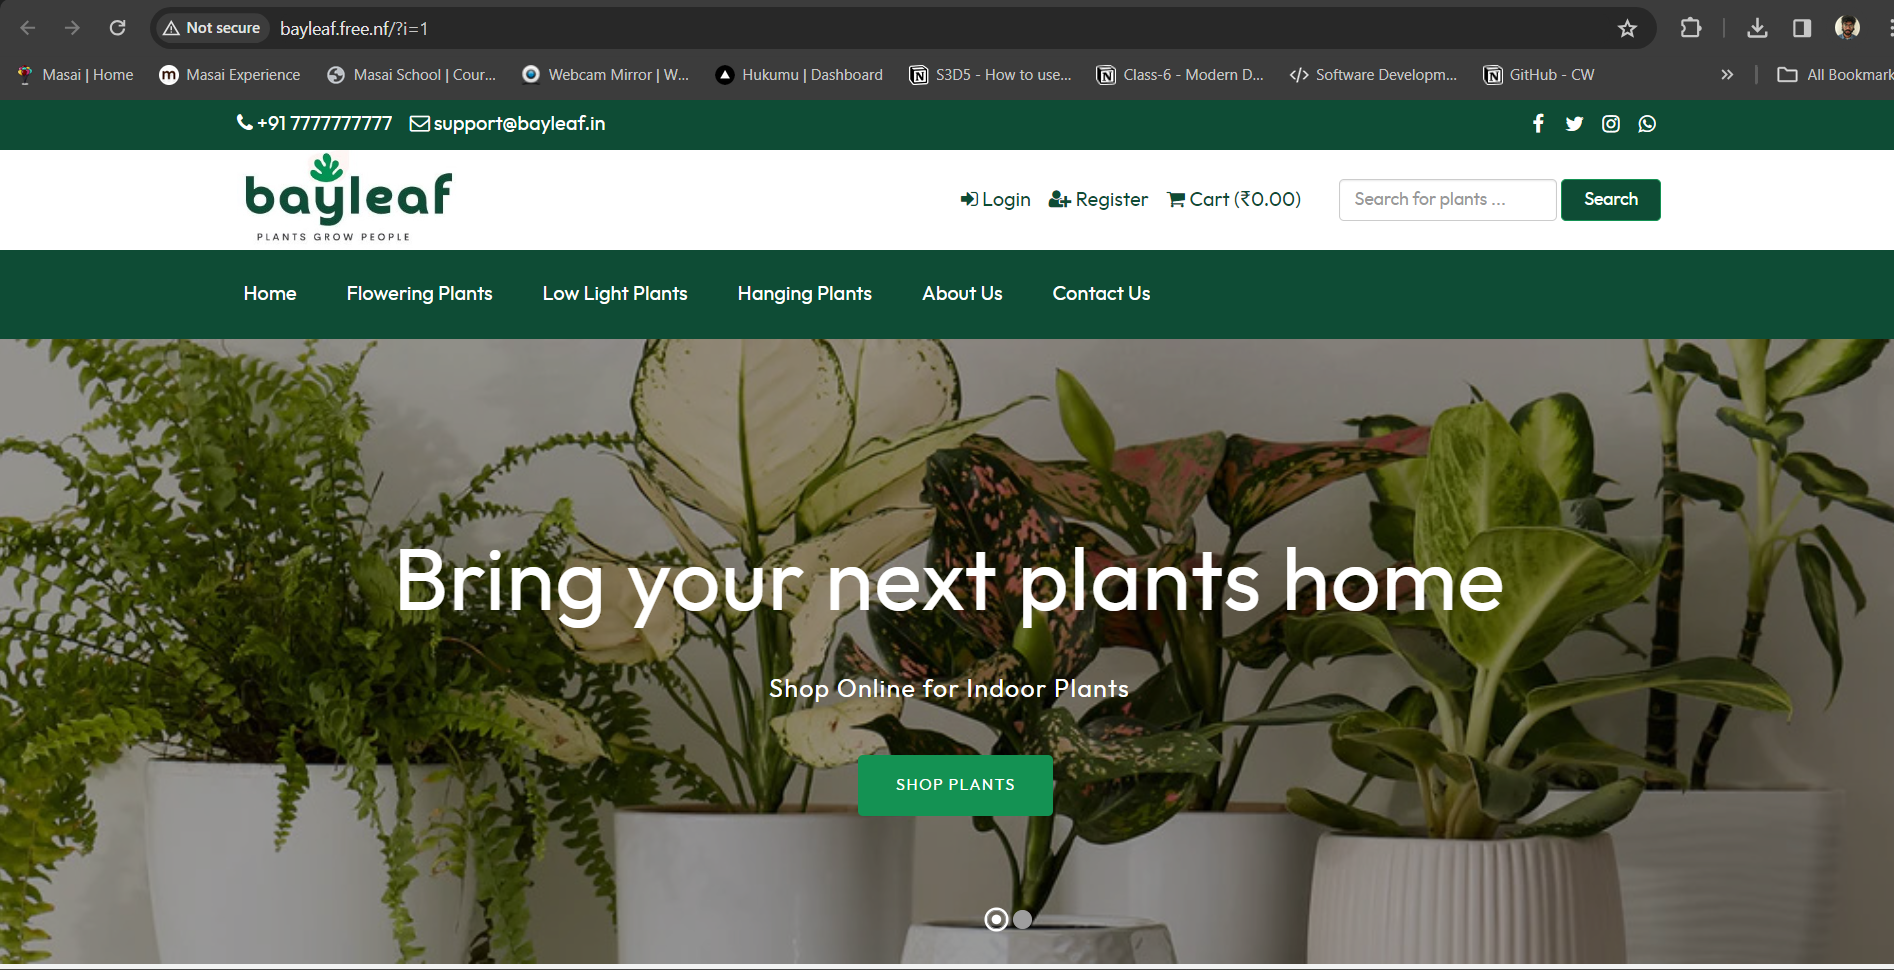 Not secure bayleaf.free.nf/?i=1
Masai | Home Masai Experience Masai School | Cour... Webcam Mirror | W... Hukumu | Dashboard S3D5 - How to use... Class-6 - Modern D... Software Developm... GitHub - CW » All Bookmark
+91 7777777777 support@bayleaf.in
bayleaf
PLANTS GROW PEOPLE
Login Register Cart (₹0.00) Search for plants ... Search
Home Flowering Plants Low Light Plants Hanging Plants About Us Contact Us
Bring your next plants home
Shop Online for Indoor Plants
SHOP PLANTS